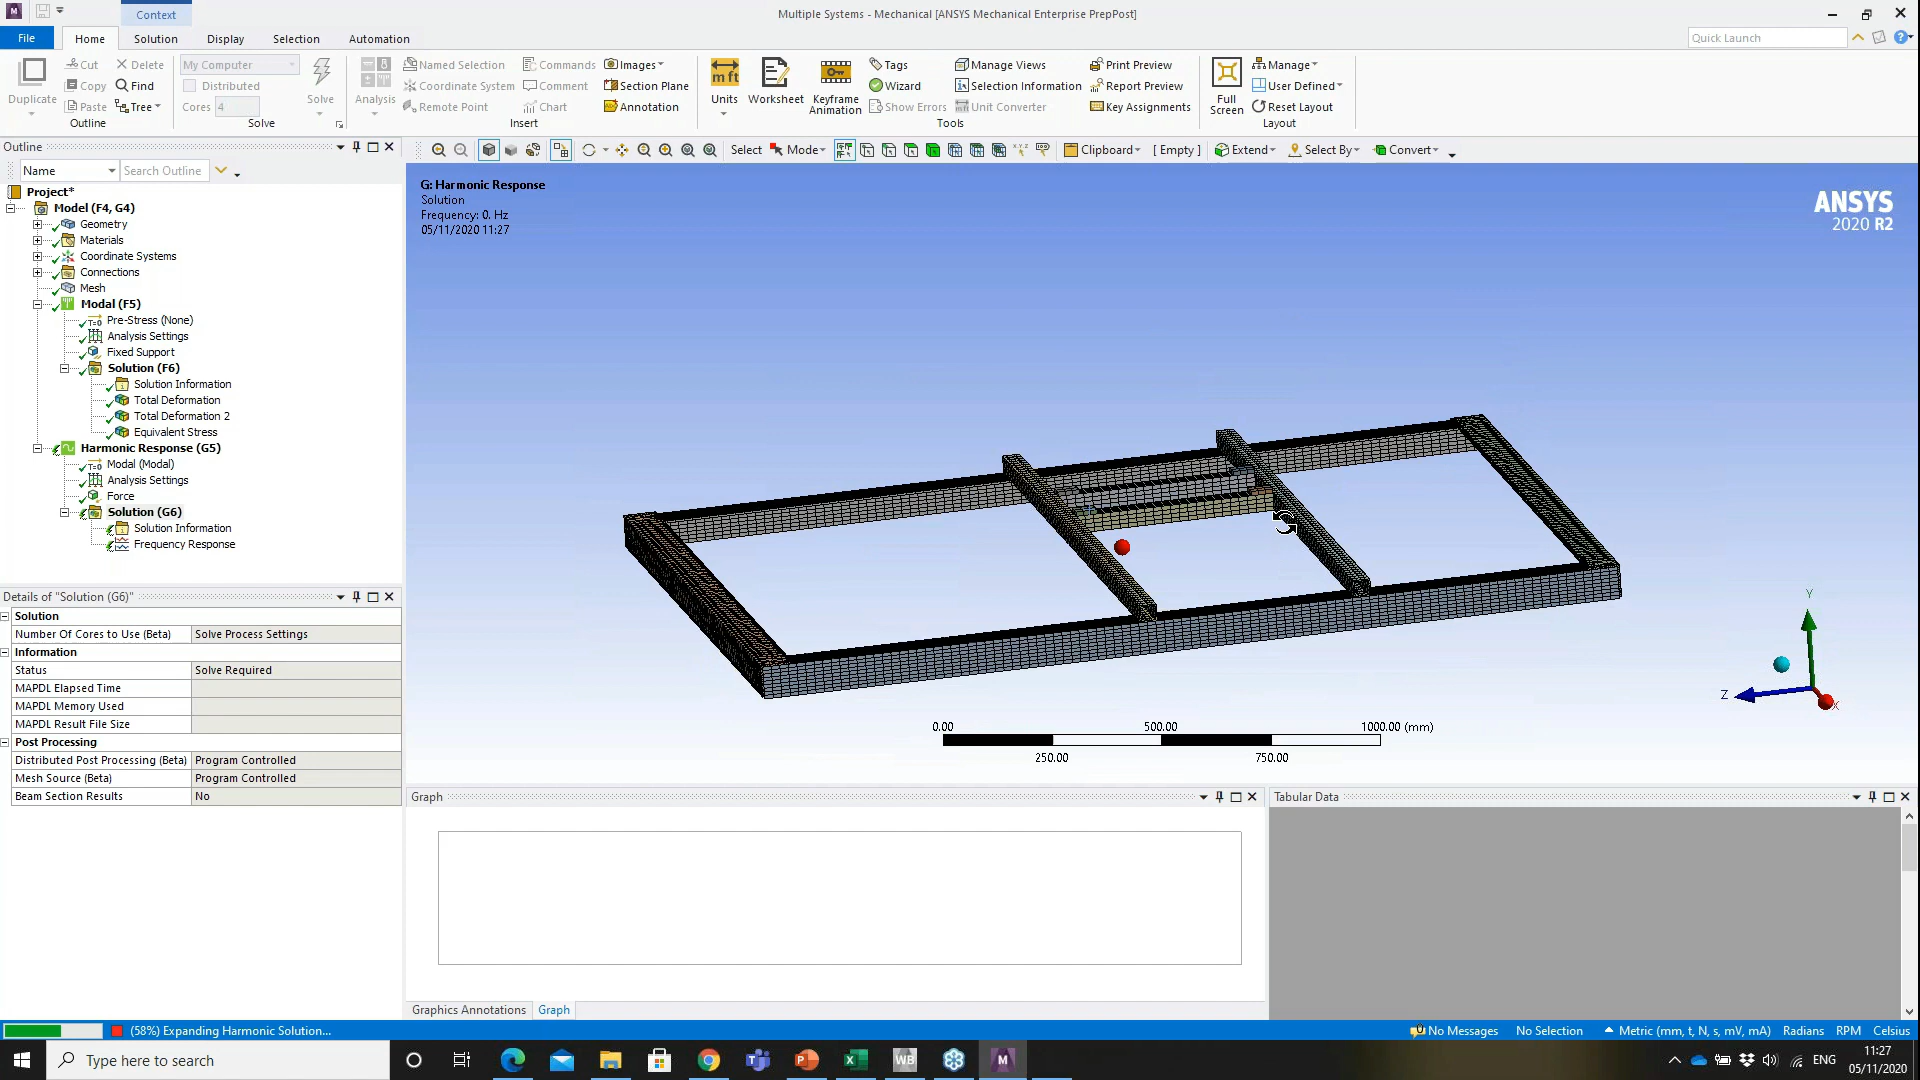 Context
Multiple Systems - Mechanical [ANSYS Mechanical Enterprise PrepPost]
File Home Solution Display Selection Automation
Quick Launch
Duplicate
Cut
Copy
Paste
Delete
Find
Tree
Outline
My Computer
Distributed
Cores 4
Solve
Solve
Analysis
Named Selection
Coordinate System
Remote Point
Commands
Comment
Chart
Images
Section Plane
Annotation
Insert
Units
Worksheet
Keyframe
Animation
Tags
Wizard
Show Errors
Manage Views
Selection Information
Unit Converter
Print Preview
Report Preview
Key Assignments
Tools
Full
Screen
Manage
User Defined
Reset Layout
Layout
Outline
Name Search Outline
Select Mode Clipboard [ Empty ] Extend Select By Convert
Project*
Model (F4, G4)
Geometry
Materials
Coordinate Systems
Connections
Mesh
Modal (F5)
Pre-Stress (None)
Analysis Settings
Fixed Support
Solution (F6)
Solution Information
Total Deformation
Total Deformation 2
Equivalent Stress
Harmonic Response (G5)
Modal (Modal)
Analysis Settings
Force
Solution (G6)
Solution Information
Frequency Response
G: Harmonic Response
Solution
Frequency: 0. Hz
05/11/2020 11:27
ANSYS
2020 R2
Y
Z
X
0.00 500.00 1000.00 (mm)
250.00 750.00
Details of "Solution (G6)"
Solution
Number Of Cores to Use (Beta) Solve Process Settings
Information
Status Solve Required
MAPDL Elapsed Time
MAPDL Memory Used
MAPDL Result File Size
Post Processing
Distributed Post Processing (Beta) Program Controlled
Mesh Source (Beta) Program Controlled
Beam Section Results No
Graph
Tabular Data
Graphics Annotations Graph
(58%) Expanding Harmonic Solution...
No Messages No Selection Metric (mm, t, N, s, mV, mA) Radians RPM Celsius
Type here to search
ENG
11:27
05/11/2020